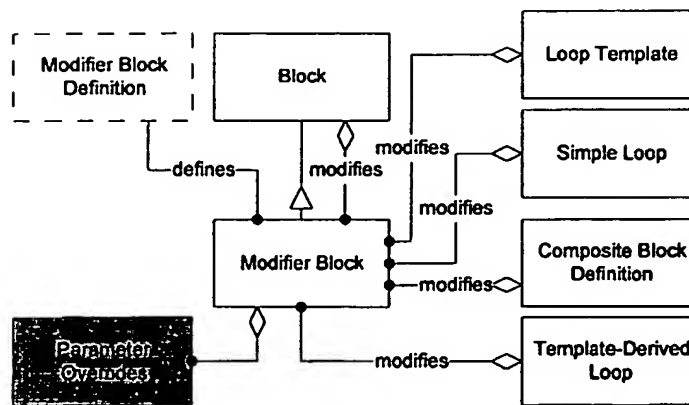 Modifier Block
Definition
Block
Loop Template
defines
modifies
modifies
Simple Loop
modifies
Modifier Block
modifies
Composite Block
Definition
Parameter
Overrides
modifies
Template-Derived
Loop